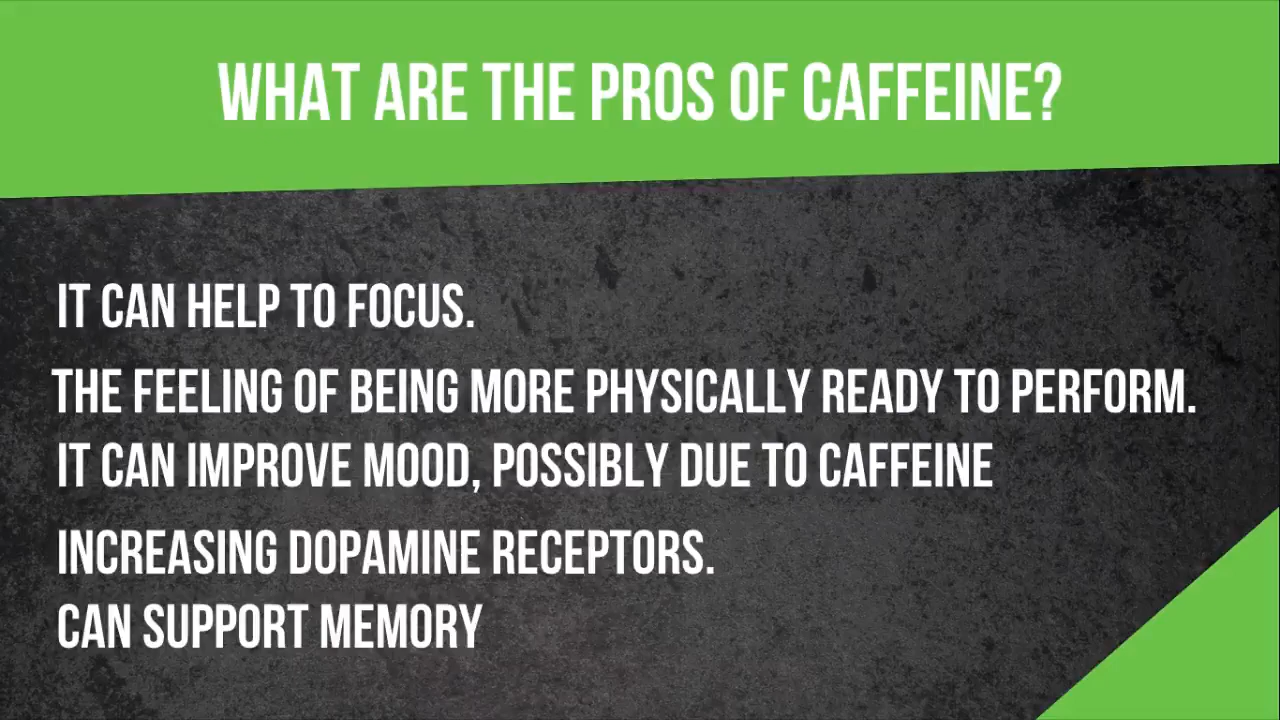 WHAT ARE THE PROS OF CAFFEINE?
IT CAN HELP TO FOCUS.
THE FEELING OF BEING MORE PHYSICALLY READY TO PERFORM.
IT CAN IMPROVE MOOD, POSSIBLY DUE TO CAFFEINE
INCREASING DOPAMINE RECEPTORS.
CAN SUPPORT MEMORY